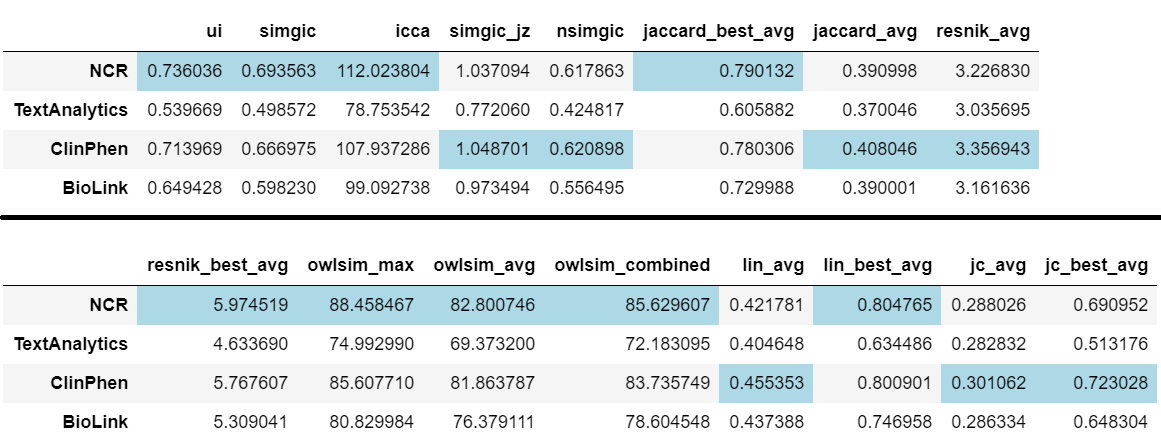 ui simgic icca simgic_jz nsimgic jaccard_best_avg jaccard_avg resnik_avg
NCR 0.736036 0.693563 112.023804 1.037094 0.617863 0.790132 0.390998 3.226830
TextAnalytics 0.539669 0.498572 78.753542 0.772060 0.424817 0.605882 0.370046 3.035695
ClinPhen 0.713969 0.666975 107.937286 1.048701 0.620898 0.780306 0.408046 3.356943
BioLink 0.649428 0.598230 99.092738 0.973494 0.556495 0.729988 0.390001 3.161636
resnik_best_avg owlsim_max owlsim_avg owlsim_combined lin_avg lin_best_avg jc_avg jc_best_avg
NCR 5.974519 88.458467 82.800746 85.629607 0.421781 0.804765 0.288026 0.690952
TextAnalytics 4.633690 74.992990 69.373200 72.183095 0.404648 0.634486 0.282832 0.513176
ClinPhen 5.767607 85.607710 81.863787 83.735749 0.455353 0.800901 0.301062 0.723028
BioLink 5.309041 80.829984 76.379111 78.604548 0.437388 0.746958 0.286334 0.648304